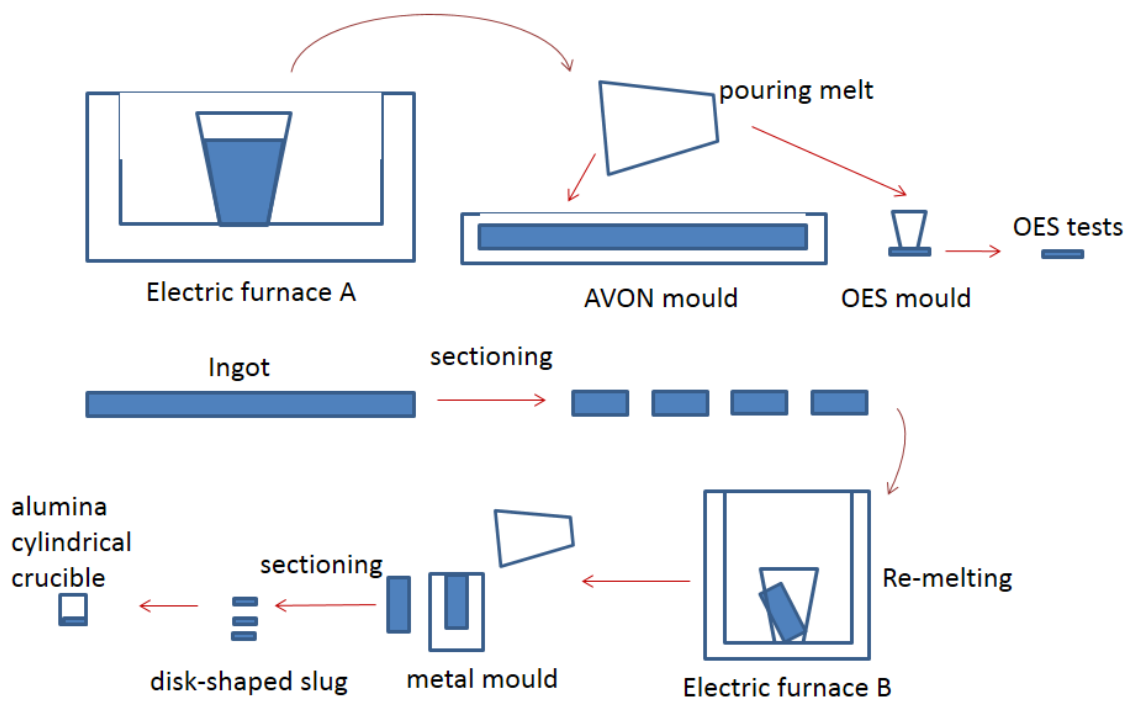 pouring melt
OES tests
Electric furnace A
AVON mould
OES mould
Ingot
sectioning
alumina
cylindrical
crucible
sectioning
Re-melting
disk-shaped slug
metal mould
Electric furnace B